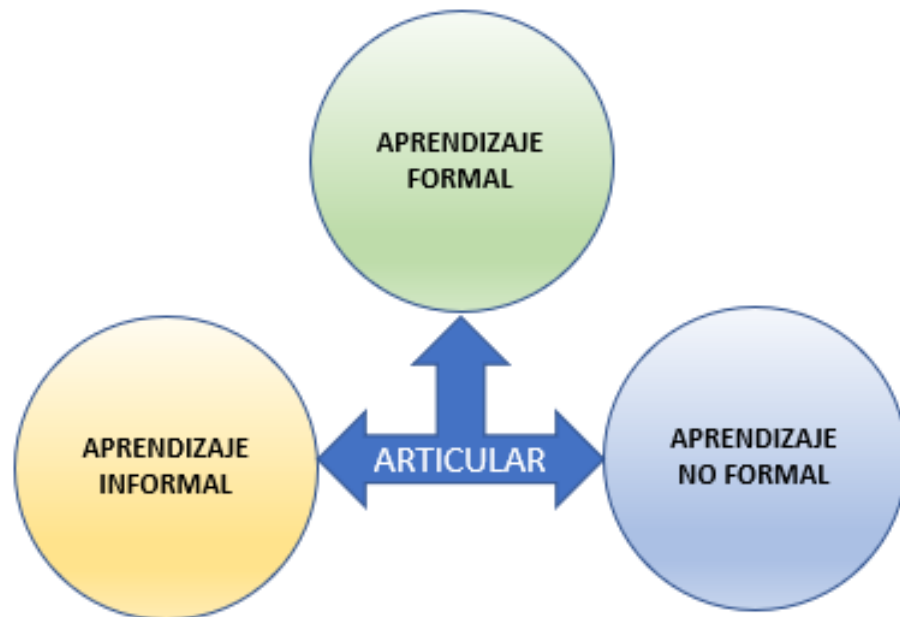 APRENDIZAJE
FORMAL
APRENDIZAJE
INFORMAL
ARTICULAR
APRENDIZAJE
NO FORMAL